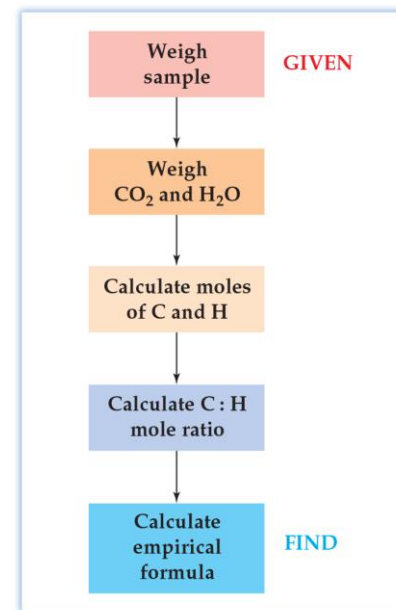 Weigh
sample
GIVEN
Weigh
CO₂ and H₂O
Calculate moles
of C and H
Calculate C : H
mole ratio
Calculate
empirical
formula
FIND